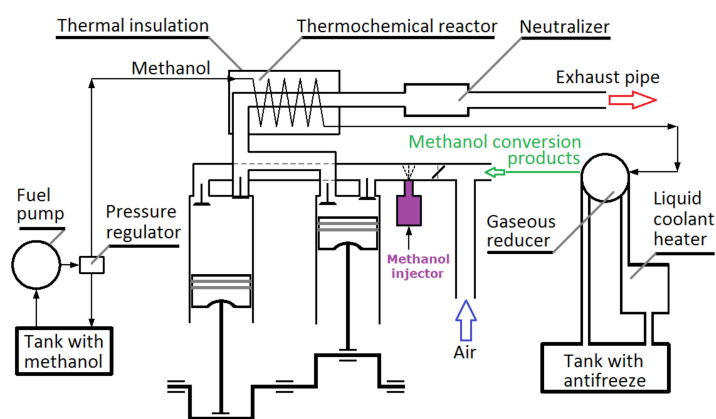 Thermal insulation
Thermochemical reactor
Neutralizer
Methanol
Exhaust pipe
Methanol conversion
products
Fuel
pump
Pressure
regulator
Gaseous
reducer
Liquid
coolant
heater
Methanol
injector
Tank with
methanol
Air
Tank with
antifreeze